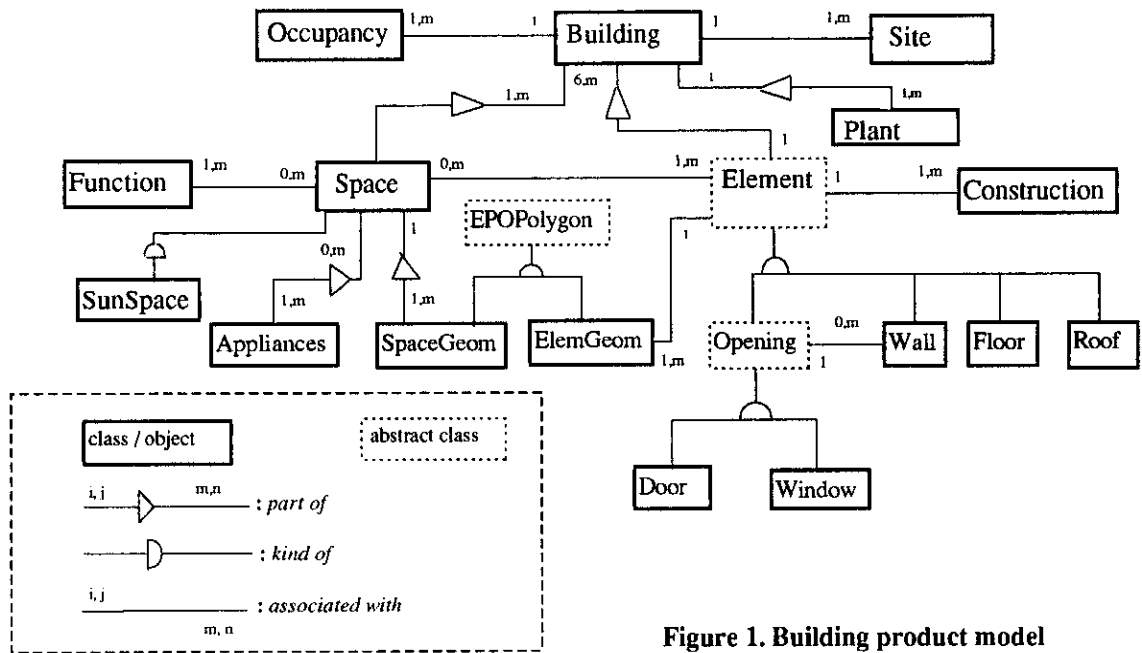 Occupancy 1,m 1 Building 1 1,m Site
1,m 6,m 1 i,m
Plant
1
Function 1,m 0,m Space 0,m 1,m Element 1 1,m Construction
EPOPolygon
0,m 1 1
SunSpace 1,m 1,m
Appliances SpaceGeom ElemGeom 1,m
Opening 0,m 1 Wall Floor Roof
Door Window
class / object abstract class
i, j m,n : part of
: kind of
i, j : associated with
m, n
Figure 1. Building product model